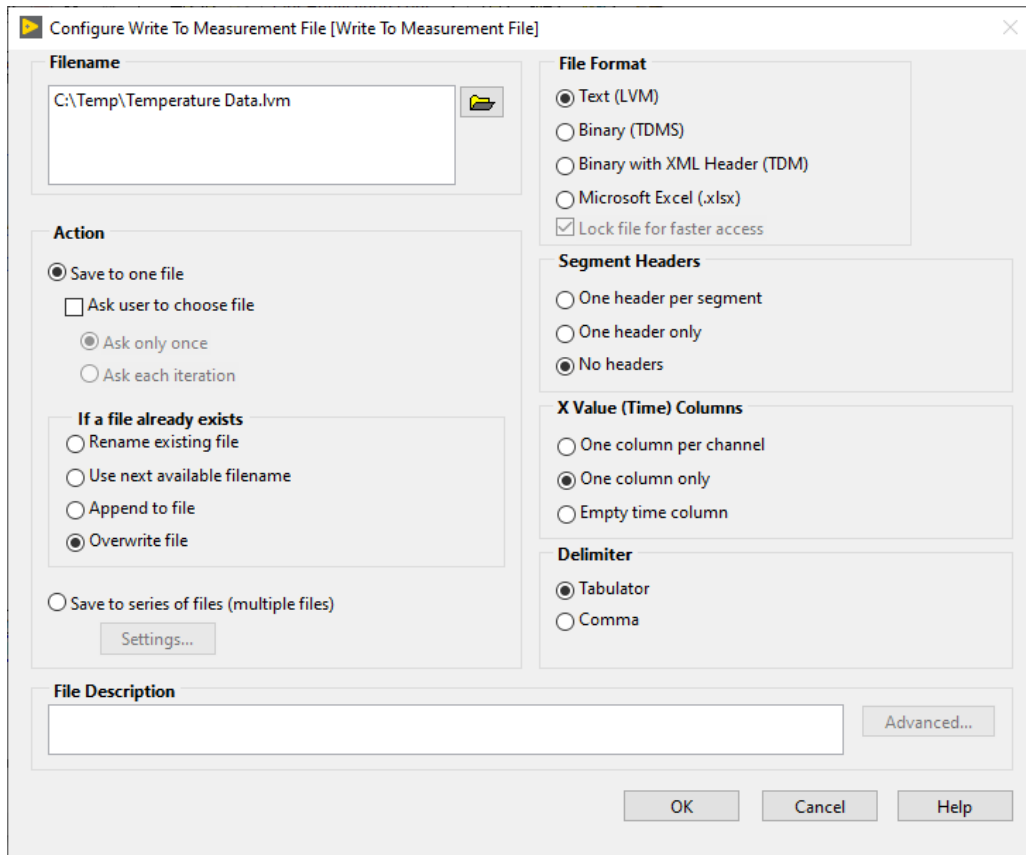 Configure Write To Measurement File [Write To Measurement File]
Filename
C:\Temp\Temperature Data.lvm
Action
Save to one file
Ask user to choose file
Ask only once
Ask each iteration
If a file already exists
Rename existing file
Use next available filename
Append to file
Overwrite file
Save to series of files (multiple files)
Settings...
File Format
Text (LVM)
Binary (TDMS)
Binary with XML Header (TDM)
Microsoft Excel (.xlsx)
Lock file for faster access
Segment Headers
One header per segment
One header only
No headers
X Value (Time) Columns
One column per channel
One column only
Empty time column
Delimiter
Tabulator
Comma
File Description
Advanced...
OK
Cancel
Help